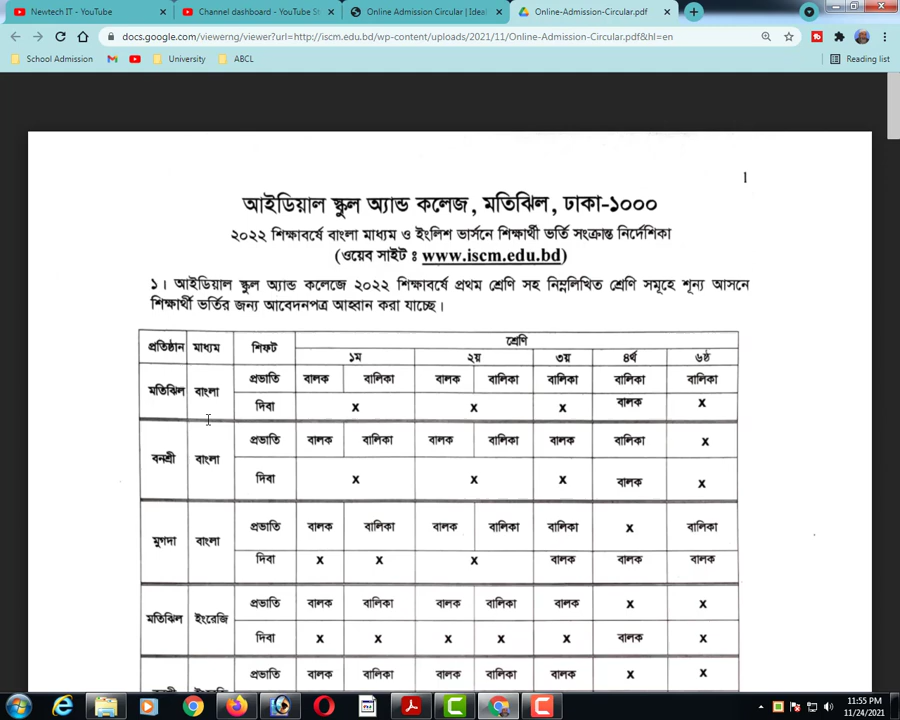 Newtech IT - YouTube
Channel dashboard - YouTube St
Online Admission Circular | Idea
Online-Admission-Circular.pdf
docs.google.com/viewerng/viewer?url=http://iscm.edu.bd/wp-content/uploads/2021/11/Online-Admission-Circular.pdf&hl=en
School Admission University ABCL Reading list
1
আইডিয়াল স্কুল অ্যান্ড কলেজ, মতিঝিল, ঢাকা-১০০০
২০২২ শিক্ষাবর্ষে বাংলা মাধ্যম ও ইংলিশ ভার্সনে শিক্ষার্থী ভর্তি সংক্রান্ত নির্দেশিকা
(ওয়েব সাইট ঃ www.iscm.edu.bd)
১। আইডিয়াল স্কুল অ্যান্ড কলেজে ২০২২ শিক্ষাবর্ষে প্রথম শ্রেণি সহ নিম্নলিখিত শ্রেণি সমূহে শূন্য আসনে
শিক্ষার্থী ভর্তির জন্য আবেদনপত্র আহ্বান করা যাচ্ছে।
প্রতিষ্ঠান মাধ্যম শিফট শ্রেণি
১ম ২য় ৩য় ৪র্থ ৬ষ্ঠ
মতিঝিল বাংলা প্রভাতি বালক বালিকা বালক বালিকা বালিকা বালিকা বালিকা
দিবা x x x বালক x
বনশ্রী বাংলা প্রভাতি বালক বালিকা বালক বালিকা বালক বালিকা x
দিবা x x x বালক x
মুগদা বাংলা প্রভাতি বালক বালিকা বালক বালিকা বালিকা x বালিকা
দিবা x x x বালক বালক বালক
মতিঝিল ইংরেজি প্রভাতি বালক বালিকা বালক বালিকা বালক x x
দিবা x x x x x বালক x
প্রভাতি বালক বালিকা বালক বালিকা বালক x x
11:55 PM
11/24/2021